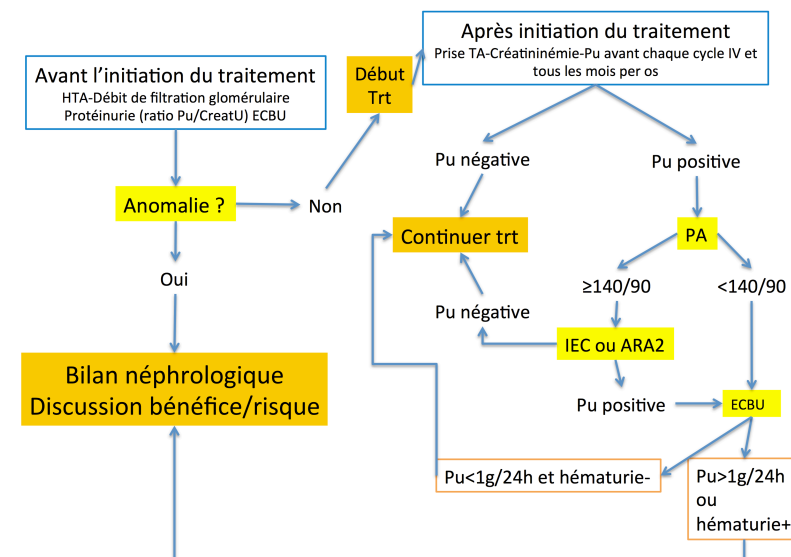 Avant l’initiation du traitement
HTA-Débit de filtration glomérulaire
Protéinurie (ratio Pu/CreatU) ECBU
Début
Trt
Après initiation du traitement
Prise TA-Créatininémie-Pu avant chaque cycle IV et
tous les mois per os
Anomalie ?
Non
Oui
Bilan néphrologique
Discussion bénéfice/risque
Pu négative
Pu positive
Continuer trt
PA
≥140/90
<140/90
Pu négative
IEC ou ARA2
Pu positive
ECBU
Pu<1g/24h et hématurie-
Pu>1g/24h
ou
hématurie+